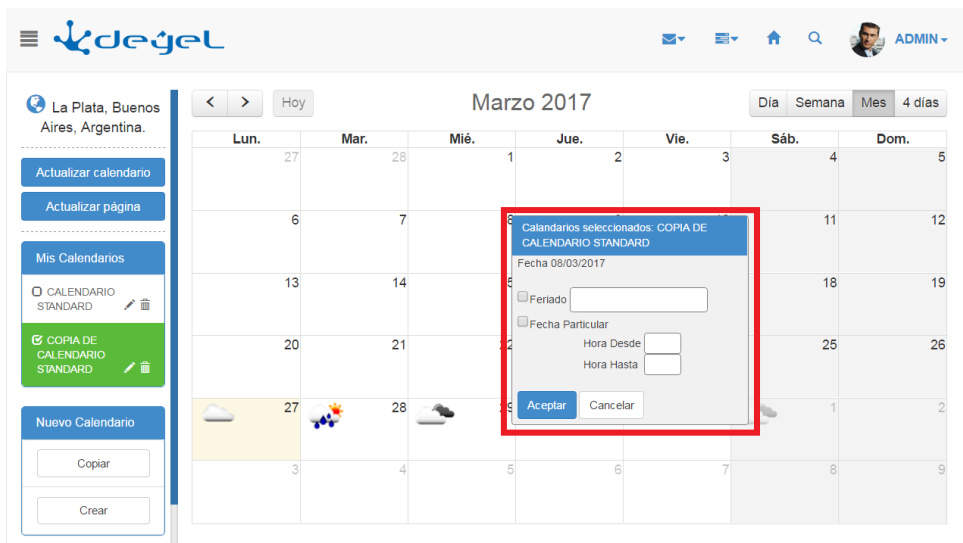 deyel
ADMIN
La Plata, Buenos
Aires, Argentina.
Actualizar calendario
Actualizar página
Mis Calendarios
CALENDARIO
STANDARD
COPIA DE
CALENDARIO
STANDARD
Nuevo Calendario
Copiar
Crear
Hoy
Marzo 2017
Día Semana Mes 4 días
Lun. Mar. Mié. Jue. Vie. Sáb. Dom.
27 28 1 2 3 4 5
6 7 8 11 12
13 14 18 19
20 21 25 26
27 28 1 2
3 4 5 6 7 8 9
Calandarios seleccionados: COPIA DE
CALENDARIO STANDARD
Fecha 08/03/2017
Feriado
Fecha Particular
Hora Desde
Hora Hasta
Aceptar Cancelar